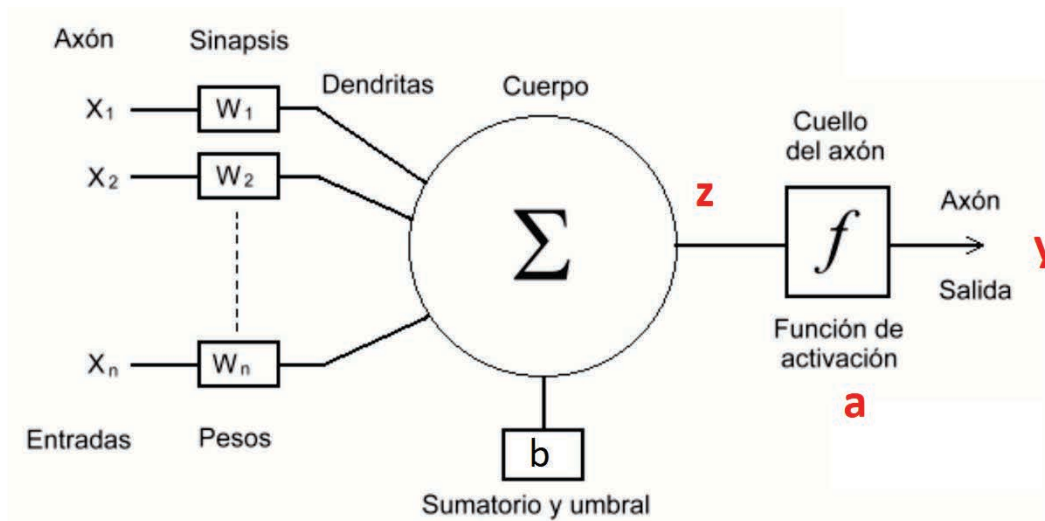 Axón
Sinapsis
Dendritas
Cuerpo
Cuello
del axón
X1
W1
X2
W2
Σ
z
f
Axón
y
Salida
Función de
activación
a
Xn
Wn
Entradas
Pesos
b
Sumatorio y umbral